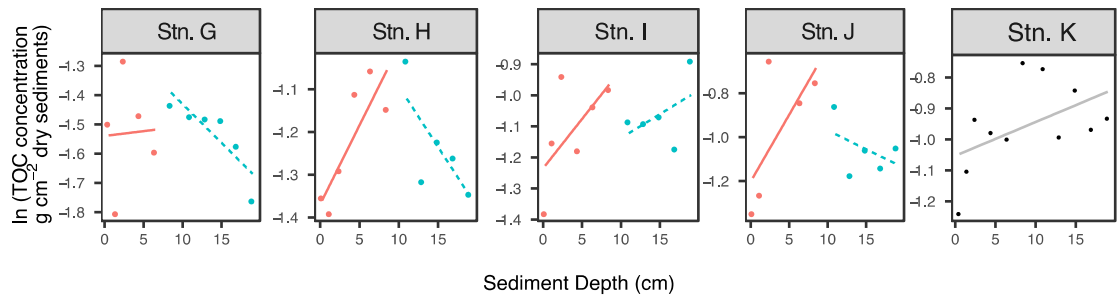 Stn. G
Stn. H
Stn. I
Stn. J
Stn. K
ln (TOC concentration
g cm−2 dry sediments)
−1.3
−1.4
−1.5
−1.6
−1.7
−1.8
−1.1
−1.2
−1.3
−1.4
−0.9
−1.0
−1.1
−1.2
−1.3
−1.4
−0.8
−1.0
−1.2
−0.8
−0.9
−1.0
−1.1
−1.2
0 5 10 15
0 5 10 15
0 5 10 15
0 5 10 15
0 5 10 15
Sediment Depth (cm)